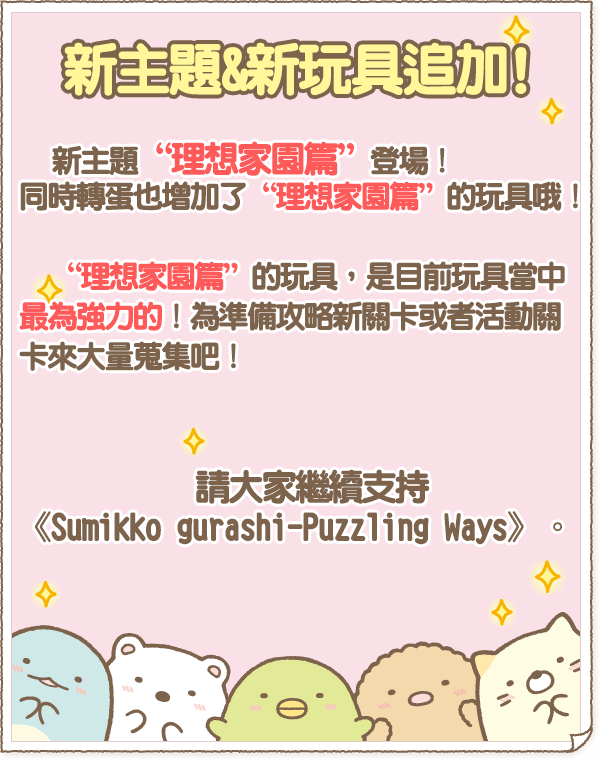 新主題&新玩具追加!
新主題“理想家園篇”登場！
同時轉蛋也增加了“理想家園篇”的玩具哦！
“理想家園篇”的玩具，是目前玩具當中
最為強力的！為準備攻略新關卡或者活動關
卡來大量蒐集吧！
請大家繼續支持
《Sumikko gurashi-Puzzling Ways》。